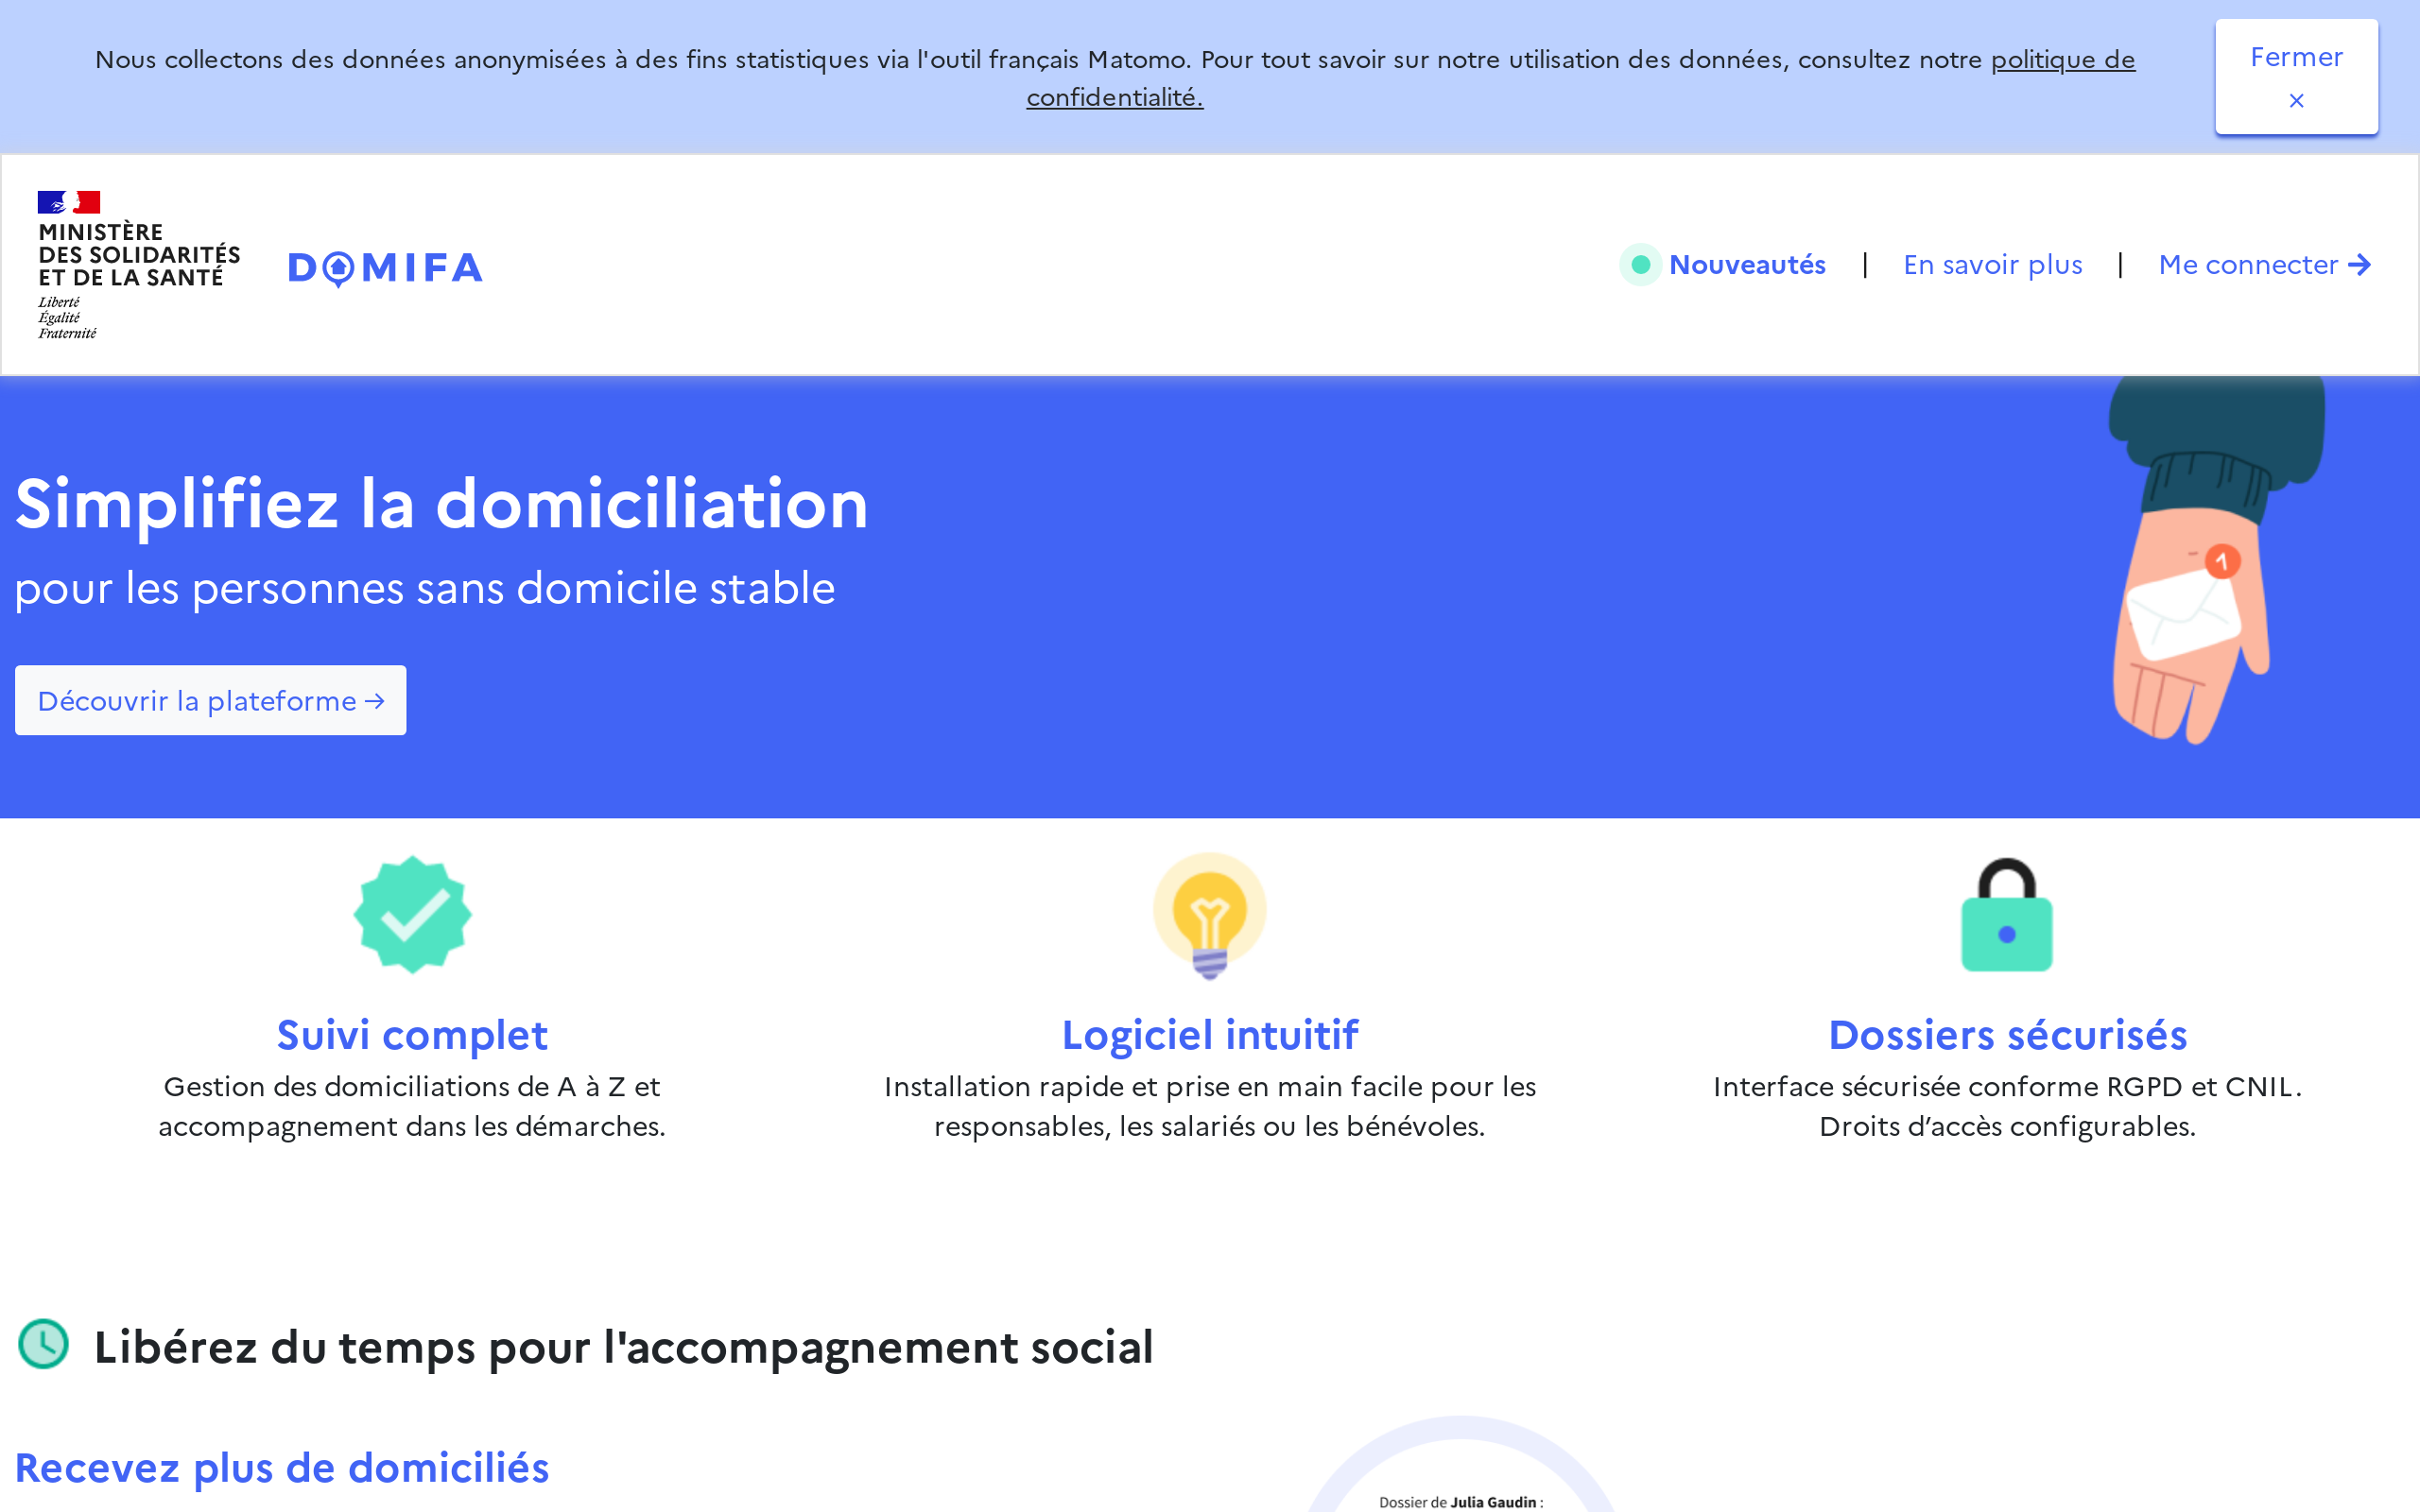 Nous collectons des données anonymisées à des fins statistiques via l'outil français Matomo. Pour tout savoir sur notre utilisation des données, consultez notre politique de
confidentialité.
Fermer
×
MINISTÈRE
DES SOLIDARITÉS
ET DE LA SANTÉ
Liberté
Égalité
Fraternité
DOMIFA
Nouveautés | En savoir plus | Me connecter →
Simplifiez la domiciliation
pour les personnes sans domicile stable
1
Découvrir la plateforme →
Suivi complet
Gestion des domiciliations de A à Z et
accompagnement dans les démarches.
Logiciel intuitif
Installation rapide et prise en main facile pour les
responsables, les salariés ou les bénévoles.
Dossiers sécurisés
Interface sécurisée conforme RGPD et CNIL.
Droits d’accès configurables.
Libérez du temps pour l'accompagnement social
Recevez plus de domiciliés
Dossier de Julia Gaudin :